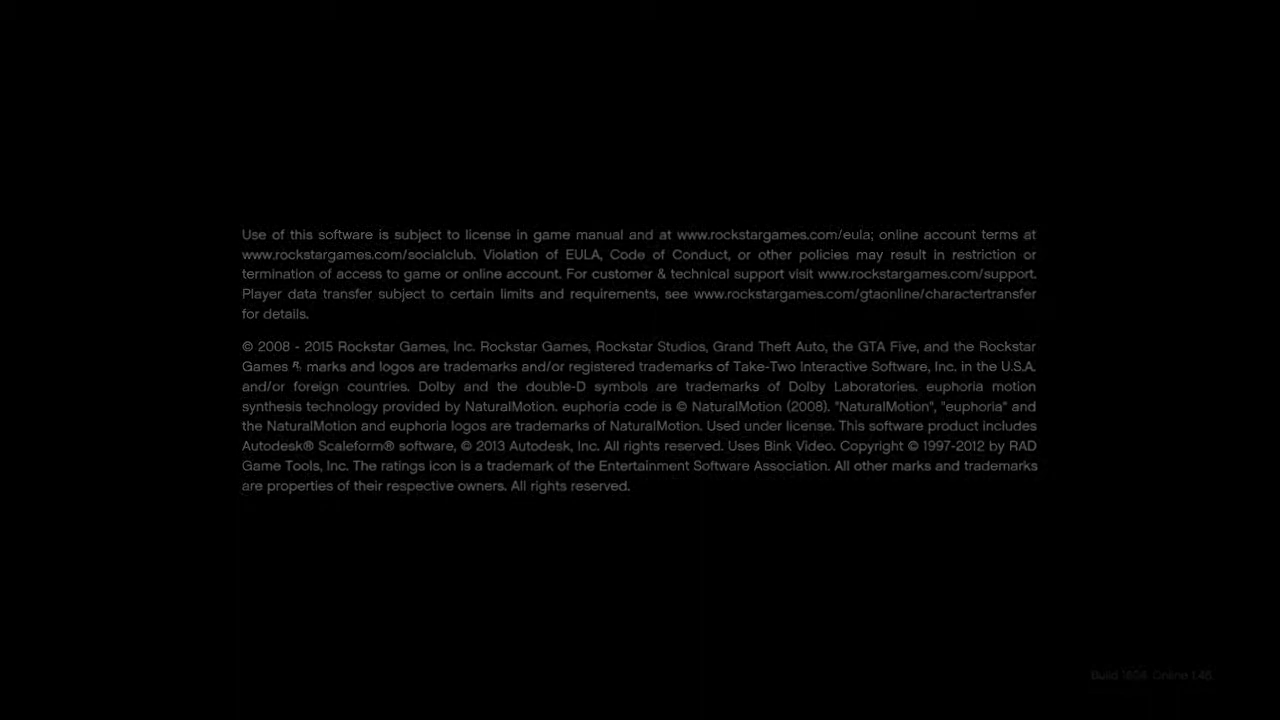 Use of this software is subject to license in game manual and at www.rockstargames.com/eula; online account terms at
www.rockstargames.com/socialclub. Violation of EULA, Code of Conduct, or other policies may result in restriction or
termination of access to game or online account. For customer & technical support visit www.rockstargames.com/support.
Player data transfer subject to certain limits and requirements, see www.rockstargames.com/gtaonline/charactertransfer
for details.
© 2008 - 2015 Rockstar Games, Inc. Rockstar Games, Rockstar Studios, Grand Theft Auto, the GTA Five, and the Rockstar
Games R* marks and logos are trademarks and/or registered trademarks of Take-Two Interactive Software, Inc. in the U.S.A.
and/or foreign countries. Dolby and the double-D symbols are trademarks of Dolby Laboratories. euphoria motion
synthesis technology provided by NaturalMotion. euphoria code is © NaturalMotion (2008). "NaturalMotion", "euphoria" and
the NaturalMotion and euphoria logos are trademarks of NaturalMotion. Used under license. This software product includes
Autodesk® Scaleform® software, © 2013 Autodesk, Inc. All rights reserved. Uses Bink Video. Copyright © 1997-2012 by RAD
Game Tools, Inc. The ratings icon is a trademark of the Entertainment Software Association. All other marks and trademarks
are properties of their respective owners. All rights reserved.
Build Online 1.46.